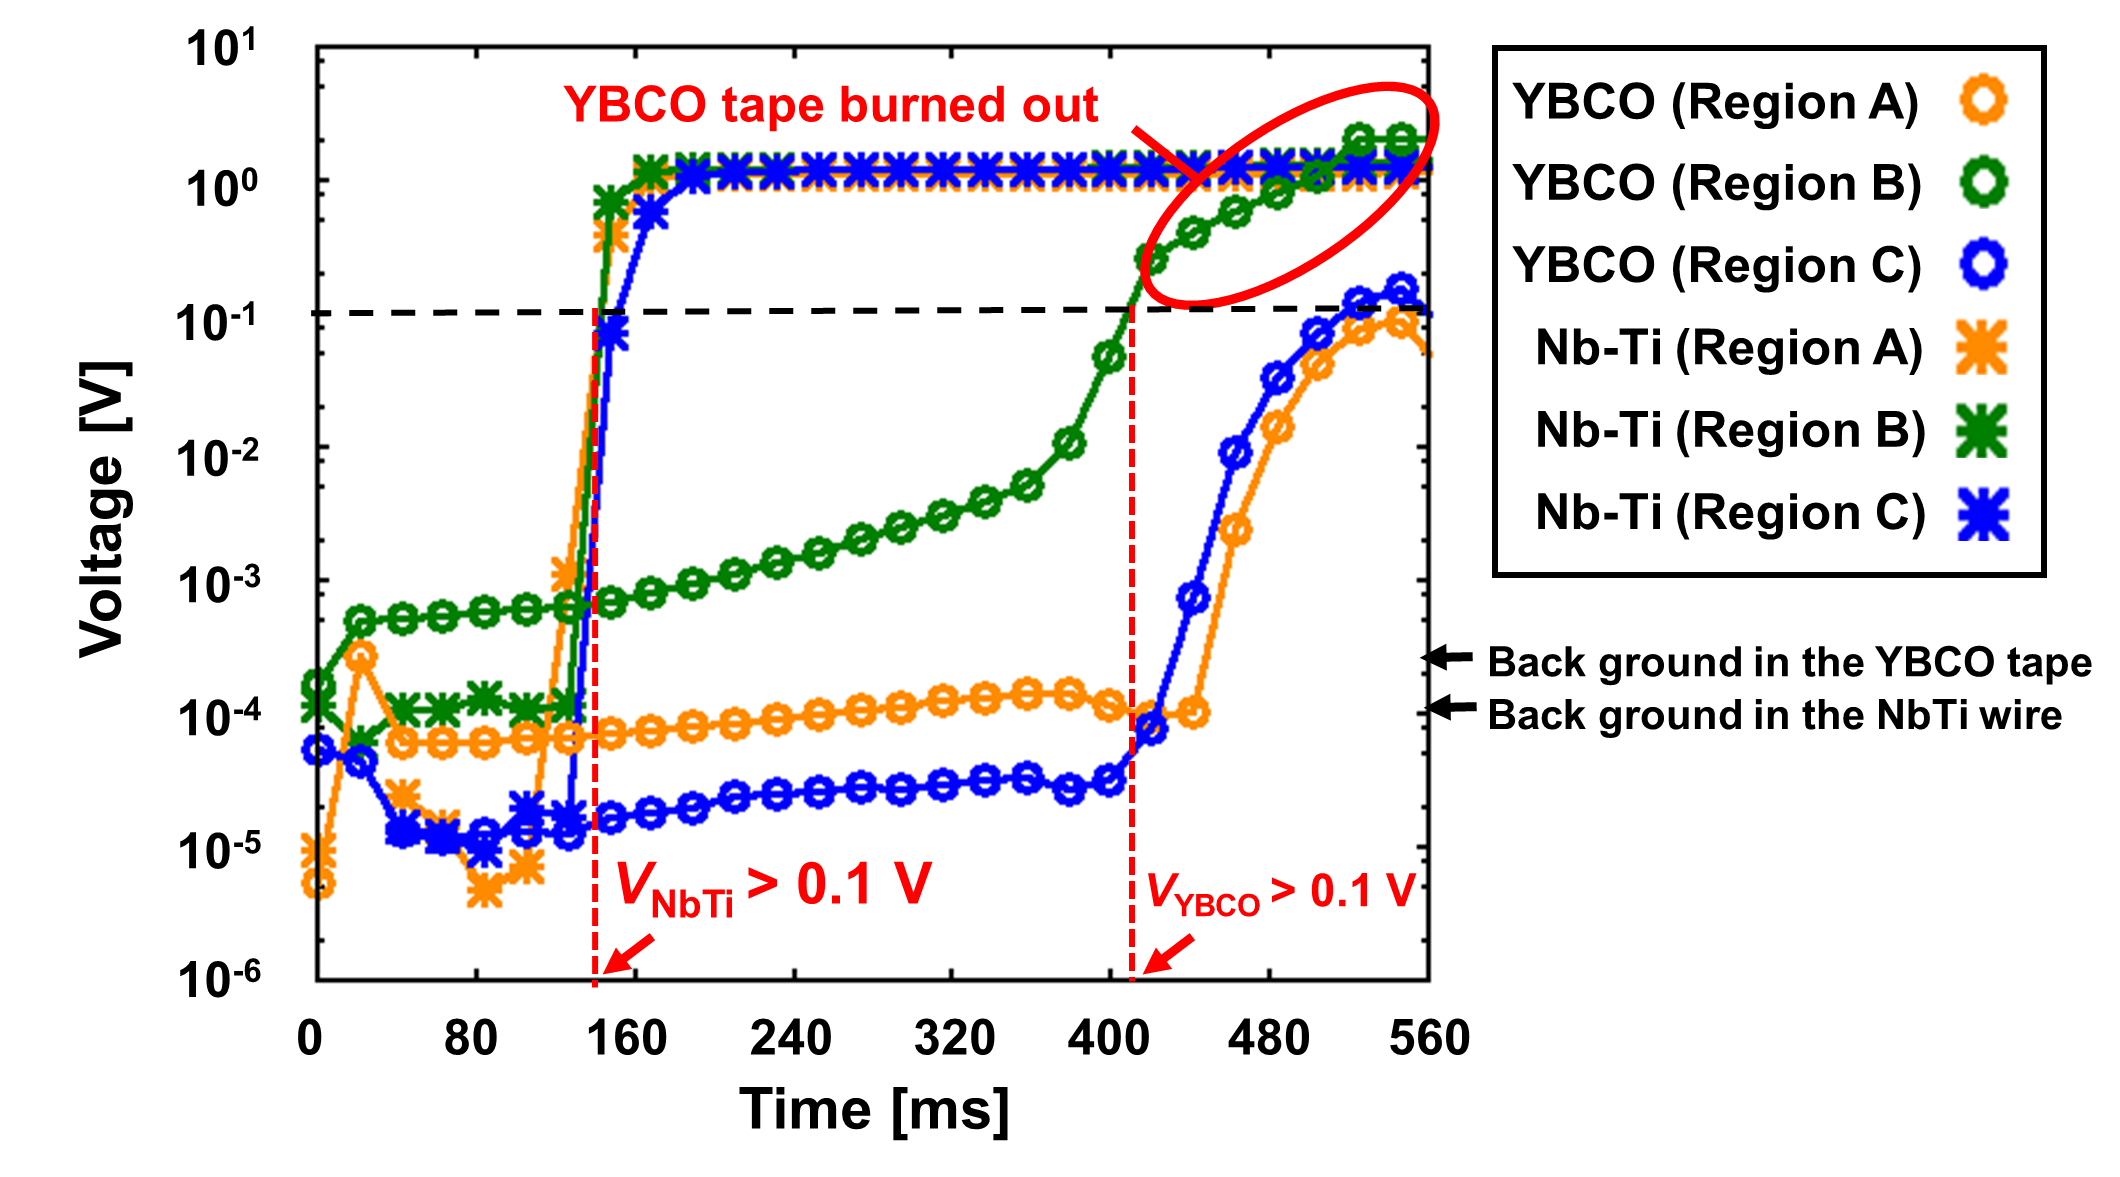 10¹
10⁰
10⁻¹
10⁻²
10⁻³
10⁻⁴
10⁻⁵
10⁻⁶
Voltage [V]
0 80 160 240 320 400 480 560
Time [ms]
YBCO tape burned out
V_NbTi > 0.1 V
V_YBCO > 0.1 V
YBCO (Region A)
YBCO (Region B)
YBCO (Region C)
Nb-Ti (Region A)
Nb-Ti (Region B)
Nb-Ti (Region C)
Back ground in the YBCO tape
Back ground in the NbTi wire